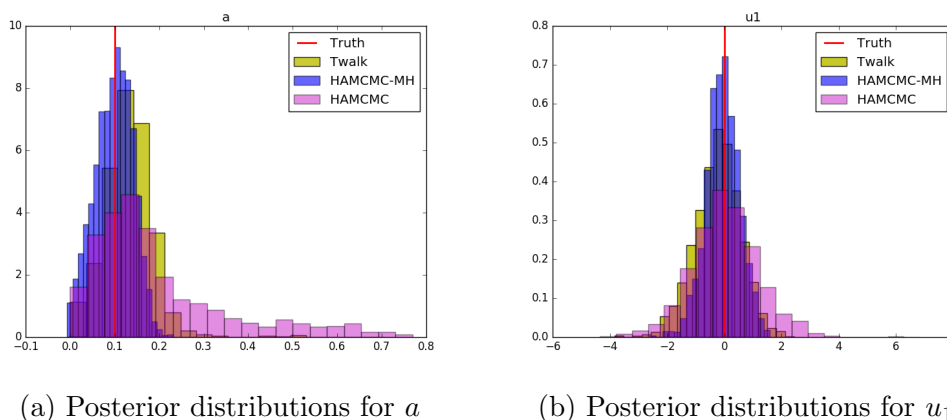 a
10
8
6
4
2
0
−0.1 0.0 0.1 0.2 0.3 0.4 0.5 0.6 0.7 0.8
Truth
Twalk
HAMCMC-MH
HAMCMC
(a) Posterior distributions for a
u1
0.8
0.7
0.6
0.5
0.4
0.3
0.2
0.1
0.0
−6 −4 −2 0 2 4 6
Truth
Twalk
HAMCMC-MH
HAMCMC
(b) Posterior distributions for u